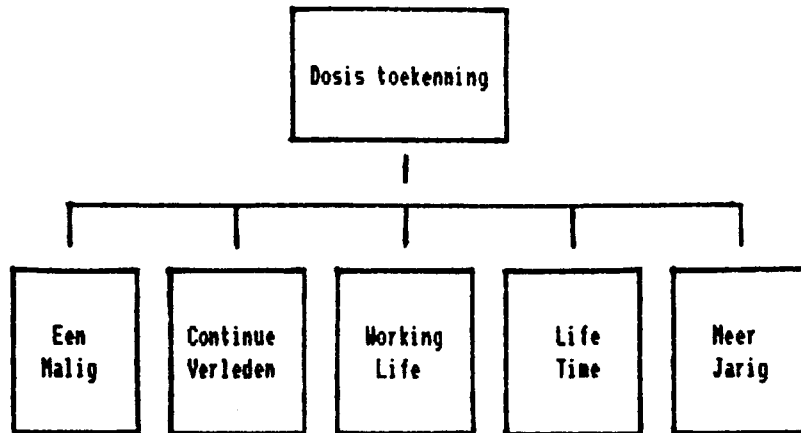 Dosis toekenning
Een
Malig
Continue
Verleden
Working
Life
Life
Time
Meer
Jarig